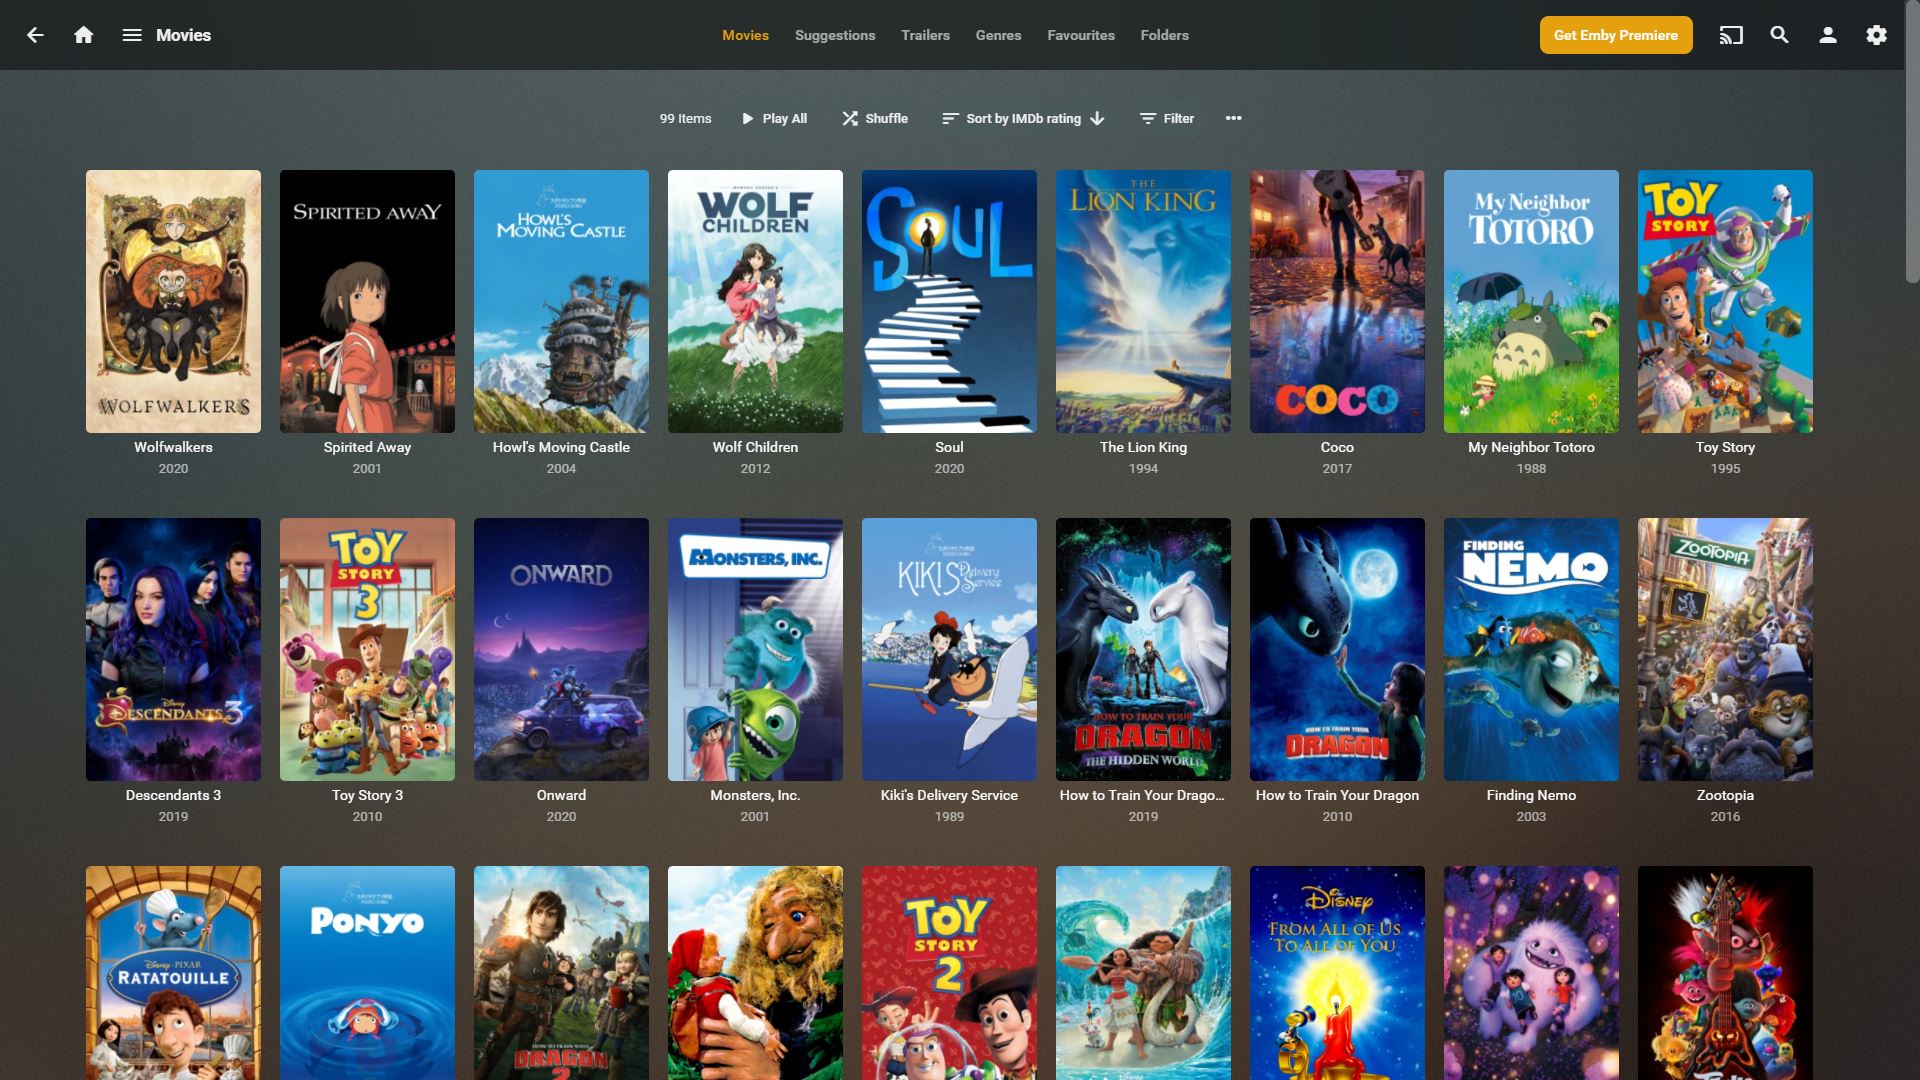 Movies
Movies Suggestions Trailers Genres Favourites Folders
Get Emby Premiere
99 Items Play All Shuffle Sort by IMDb rating Filter
WOLFWALKERS
SPIRITED AWAY
HOWL'S
MOVING CASTLE
WOLF
CHILDREN
SOUL
THE
LION KING
COCO
My Neighbor
TOTORO
TOY
STORY
Wolfwalkers
2020
Spirited Away
2001
Howl's Moving Castle
2004
Wolf Children
2012
Soul
2020
The Lion King
1994
Coco
2017
My Neighbor Totoro
1988
Toy Story
1995
Disney
DESCENDANTS 3
TOY
STORY
3
ONWARD
MONSTERS, INC.
KIKI'S Delivery
Service
HOW TO TRAIN YOUR
DRAGON
THE HIDDEN WORLD
HOW TO TRAIN YOUR
DRAGON
FINDING
NEMO
ZOOTOPIA
Descendants 3
2019
Toy Story 3
2010
Onward
2020
Monsters, Inc.
2001
Kiki's Delivery Service
1989
How to Train Your Drago...
2019
How to Train Your Dragon
2010
Finding Nemo
2003
Zootopia
2016
Disney · PIXAR
RATATOUILLE
PONYO
HOW TO TRAIN YOUR
DRAGON
2
TOY
STORY
2
Disney
Disney
FROM ALL OF US
TO ALL OF YOU